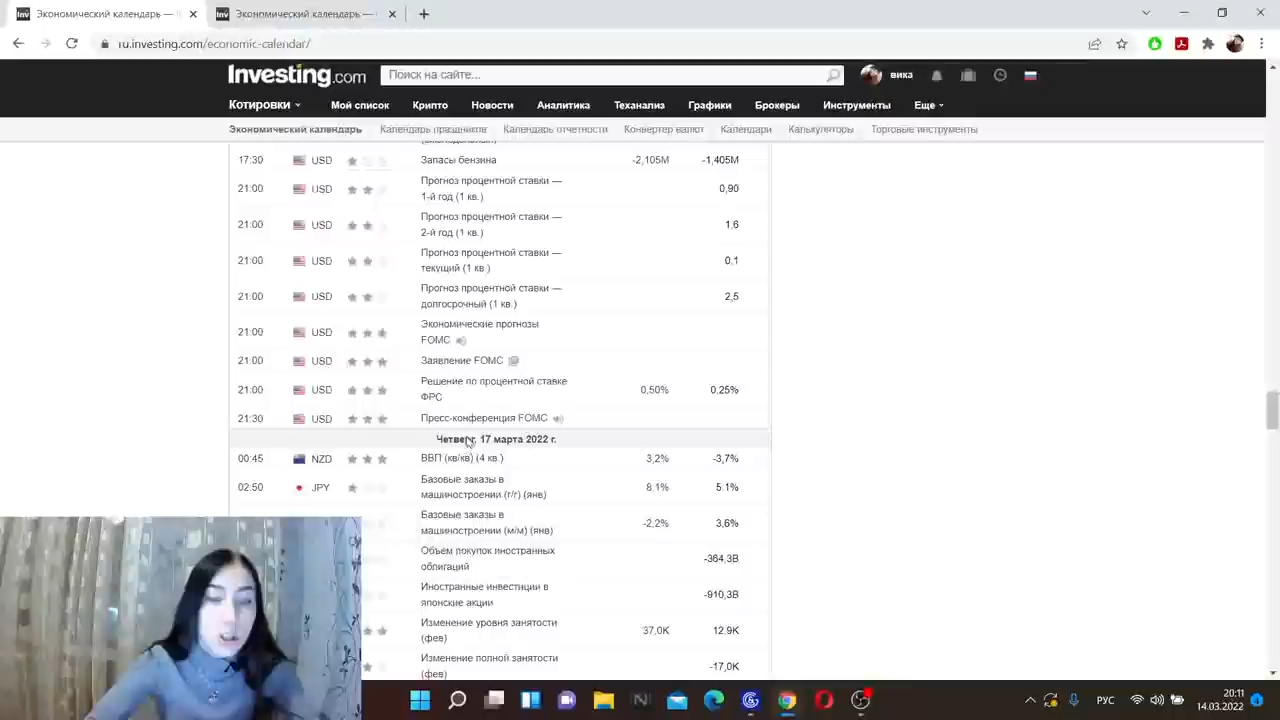 Экономический календарь —
Экономический календарь —
ru.investing.com/economic-calendar/
Investing.com
Поиск на сайте...
вика
Котировки
Мой список
Крипто
Новости
Аналитика
Теханализ
Графики
Брокеры
Инструменты
Еще
Экономический календарь
Календарь праздников
Календарь отчетности
Конвертер валют
Календари
Калькуляторы
Торговые инструменты
17:30 USD Запасы бензина -2,105M -1,405M
21:00 USD Прогноз процентной ставки — 0,90
1-й год (1 кв.)
21:00 USD Прогноз процентной ставки — 1,6
2-й год (1 кв.)
21:00 USD Прогноз процентной ставки — 0,1
текущий (1 кв.)
21:00 USD Прогноз процентной ставки — 2,5
долгосрочный (1 кв.)
21:00 USD Экономические прогнозы
FOMC
21:00 USD Заявление FOMC
21:00 USD Решение по процентной ставке 0,50% 0,25%
ФРС
21:30 USD Пресс-конференция FOMC
Четверг, 17 марта 2022 г.
00:45 NZD ВВП (кв/кв) (4 кв.) 3,2% -3,7%
02:50 JPY Базовые заказы в 8,1% 5,1%
машиностроении (г/г) (янв)
Базовые заказы в -2,2% 3,6%
машиностроении (м/м) (янв)
Объем покупок иностранных -364,3B
облигаций
Иностранные инвестиции в -910,3B
японские акции
Изменение уровня занятости 37,0K 12,9K
(фев)
Изменение полной занятости -17,0K
(фев)
РУС
20:11
14.03.2022